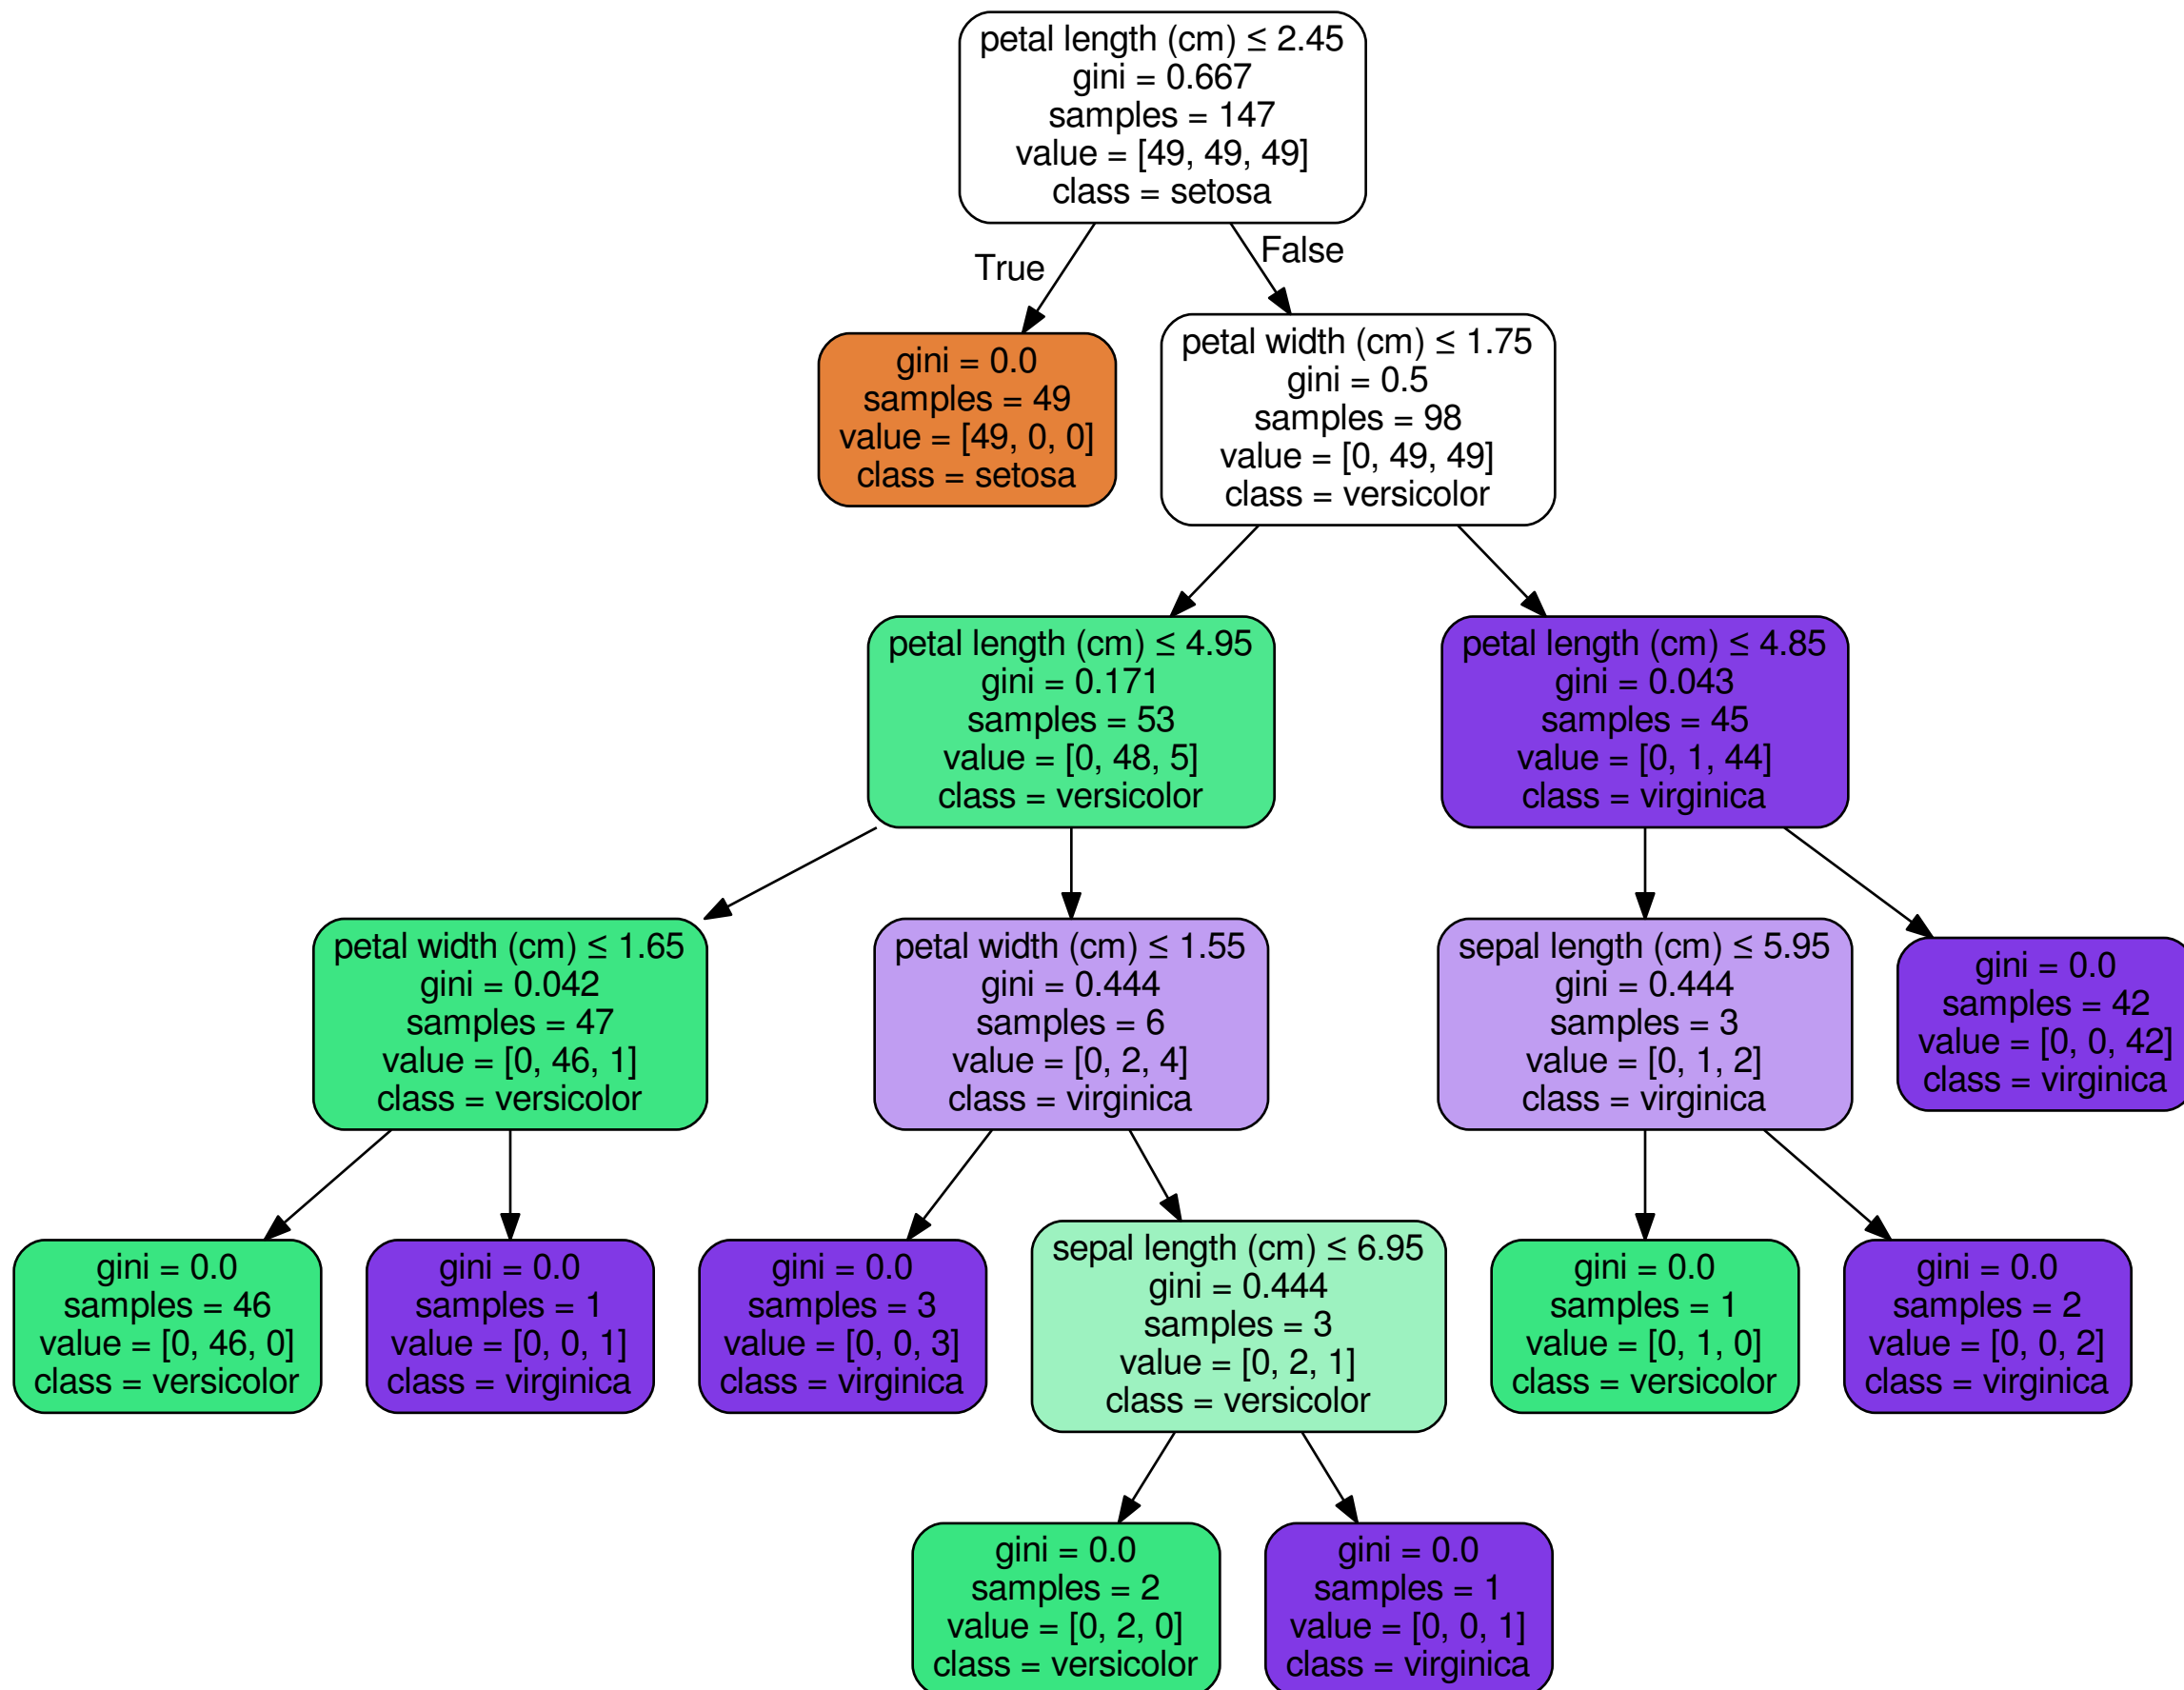 petal length (cm) ≤ 2.45
gini = 0.667
samples = 147
value = [49, 49, 49]
class = setosa
True
False
gini = 0.0
samples = 49
value = [49, 0, 0]
class = setosa
petal width (cm) ≤ 1.75
gini = 0.5
samples = 98
value = [0, 49, 49]
class = versicolor
petal length (cm) ≤ 4.95
gini = 0.171
samples = 53
value = [0, 48, 5]
class = versicolor
petal length (cm) ≤ 4.85
gini = 0.043
samples = 45
value = [0, 1, 44]
class = virginica
petal width (cm) ≤ 1.65
gini = 0.042
samples = 47
value = [0, 46, 1]
class = versicolor
petal width (cm) ≤ 1.55
gini = 0.444
samples = 6
value = [0, 2, 4]
class = virginica
sepal length (cm) ≤ 5.95
gini = 0.444
samples = 3
value = [0, 1, 2]
class = virginica
gini = 0.0
samples = 42
value = [0, 0, 42]
class = virginica
gini = 0.0
samples = 46
value = [0, 46, 0]
class = versicolor
gini = 0.0
samples = 1
value = [0, 0, 1]
class = virginica
gini = 0.0
samples = 3
value = [0, 0, 3]
class = virginica
sepal length (cm) ≤ 6.95
gini = 0.444
samples = 3
value = [0, 2, 1]
class = versicolor
gini = 0.0
samples = 1
value = [0, 1, 0]
class = versicolor
gini = 0.0
samples = 2
value = [0, 0, 2]
class = virginica
gini = 0.0
samples = 2
value = [0, 2, 0]
class = versicolor
gini = 0.0
samples = 1
value = [0, 0, 1]
class = virginica